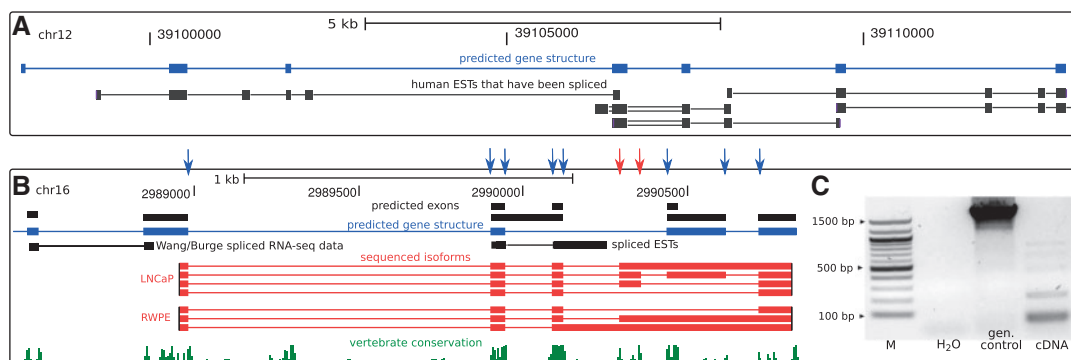 A
chr12
5 kb
39100000
39105000
39110000
predicted gene structure
human ESTs that have been spliced
B
chr16
1 kb
2989000
2989500
2990000
2990500
predicted exons
predicted gene structure
Wang/Burge spliced RNA-seq data
spliced ESTs
sequenced isoforms
LNCaP
RWPE
vertebrate conservation
C
1500 bp
500 bp
100 bp
M
H2O
gen. control
cDNA